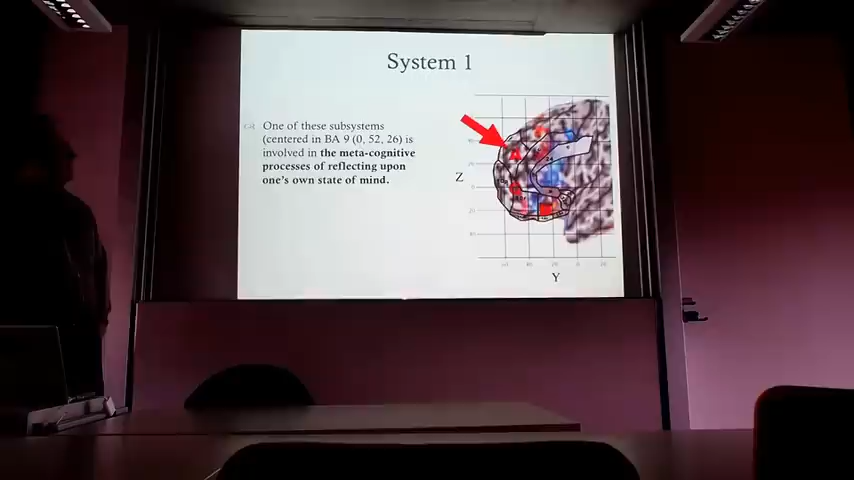 System 1
One of these subsystems
(centered in BA 9 (0, 52, 26) is
involved in the meta-cognitive
processes of reflecting upon
one's own state of mind.
Z
Y